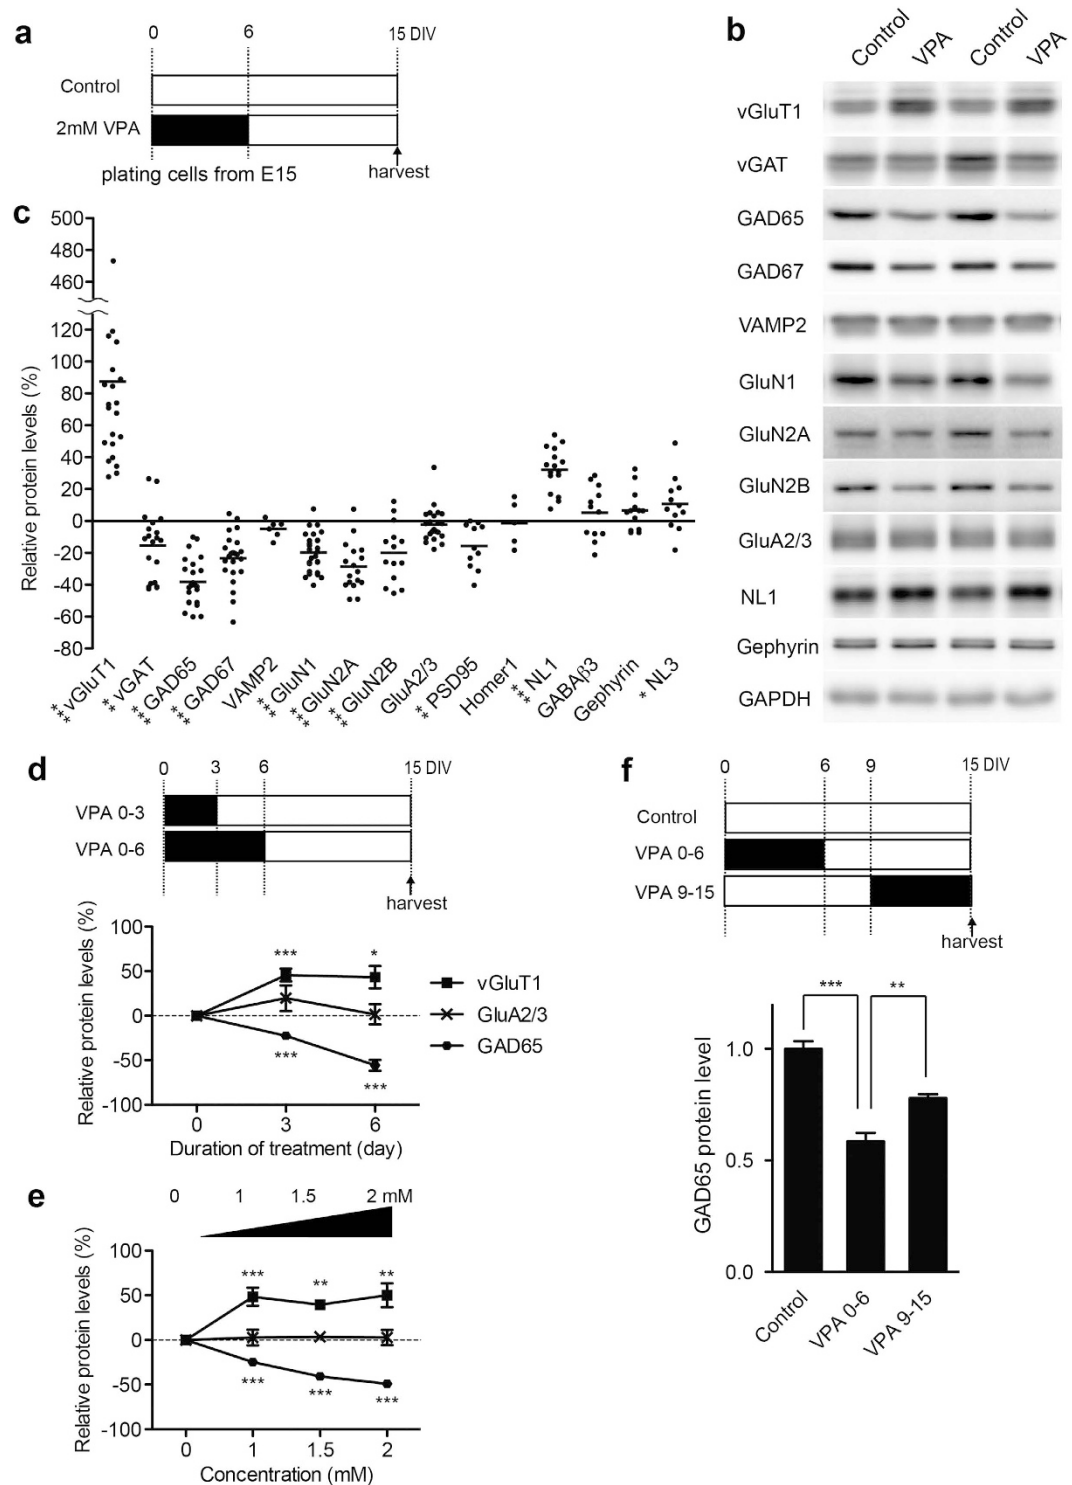 a
0 6 15 DIV
Control
2mM VPA
plating cells from E15
harvest
b
Control VPA Control VPA
vGluT1
vGAT
GAD65
GAD67
VAMP2
GluN1
GluN2A
GluN2B
GluA2/3
NL1
Gephyrin
GAPDH
c
Relative protein levels (%)
500
480
460
120
100
80
60
40
20
0
-20
-40
-60
-80
** vGluT1
** vGAT
** GAD65
** GAD67
VAMP2
** GluN1
** GluN2A
** GluN2B
GluA2/3
** PSD95
Homer1
** NL1
GABAβ3
Gephyrin
* NL3
d
0 3 6 15 DIV
VPA 0-3
VPA 0-6
harvest
Relative protein levels (%)
100
50
0
-50
-100
*** *
*** ***
0 3 6
Duration of treatment (day)
vGluT1
GluA2/3
GAD65
e
0 1 1.5 2 mM
Relative protein levels (%)
100
50
0
-50
-100
*** ** **
*** *** ***
0 1 1.5 2
Concentration (mM)
f
0 6 9 15 DIV
Control
VPA 0-6
VPA 9-15
harvest
GAD65 protein level
*** **
1.0
0.5
0.0
Control
VPA 0-6
VPA 9-15